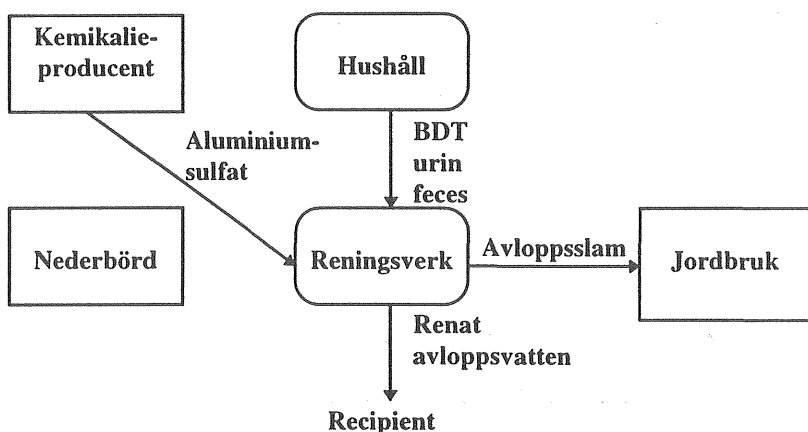 Kemikalie-
producent
Hushåll
Aluminium-
sulfat
BDT
urin
feces
Nederbörd
Reningsverk
Avloppsslam
Jordbruk
Renat
avloppsvatten
Recipient